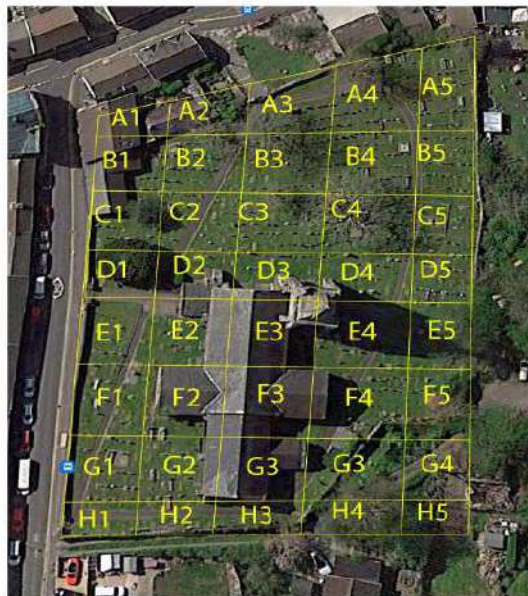 A1 A2 A3 A4 A5
B1 B2 B3 B4 B5
C1 C2 C3 C4 C5
D1 D2 D3 D4 D5
E1 E2 E3 E4 E5
F1 F2 F3 F4 F5
G1 G2 G3 G3 G4
H1 H2 H3 H4 H5